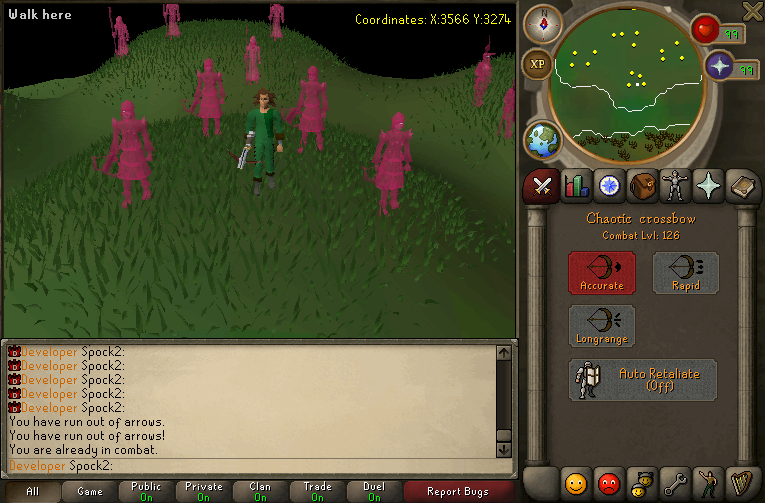 Walk here
Coordinates: X:3566 Y:3274
N
99
XP
99
Chaotic crossbow
Combat Lvl: 126
Accurate
Rapid
Longrange
Auto Retaliate
(Off)
Developer Spock2:
Developer Spock2:
Developer Spock2:
Developer Spock2:
Developer Spock2:
You have run out of arrows.
You have run out of arrows!
You are already in combat.
Developer Spock2:
All
Game
Public
On
Private
On
Clan
On
Trade
On
Duel
On
Report Bugs